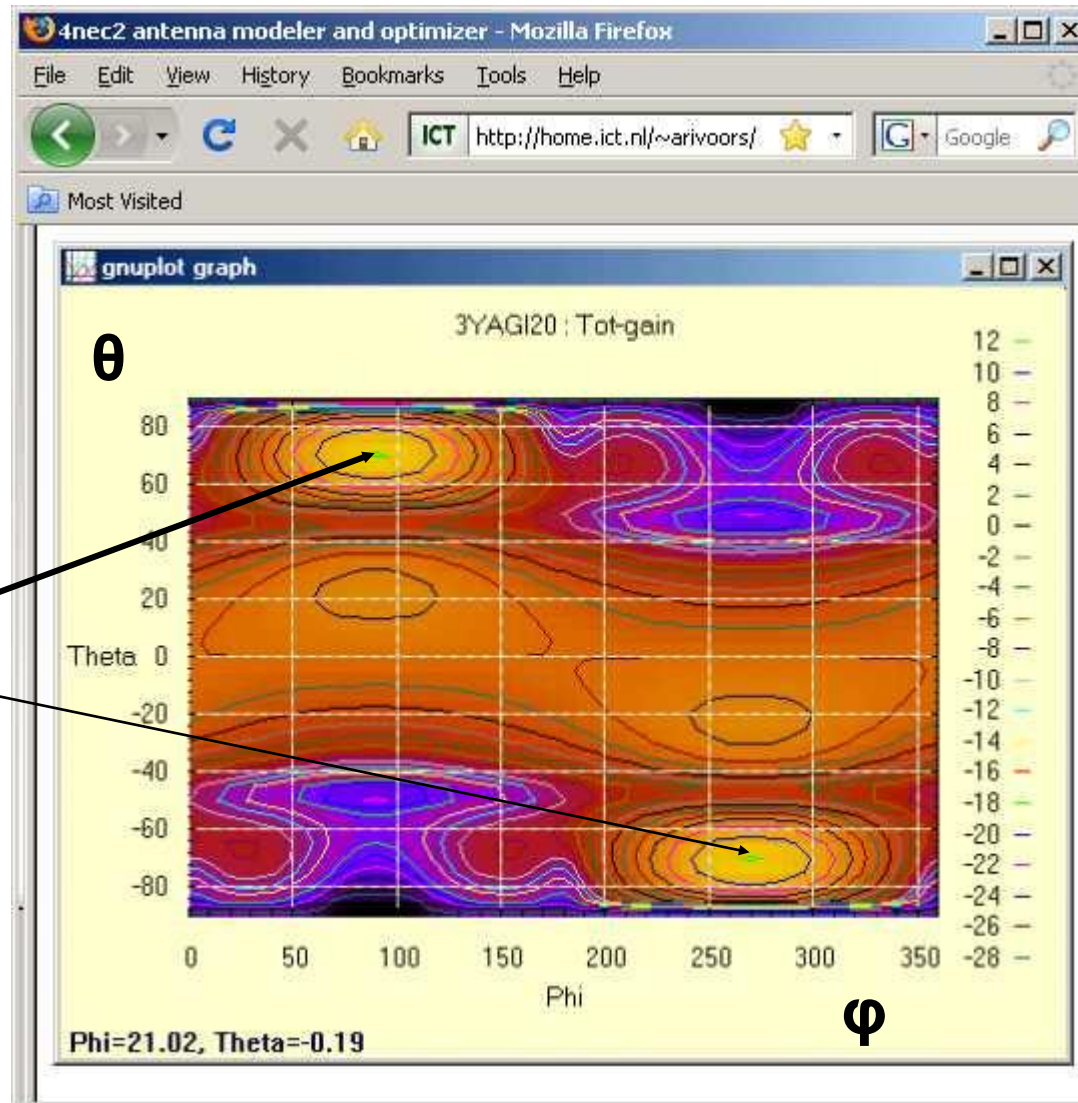 4nec2 antenna modeler and optimizer - Mozilla Firefox
File Edit View History Bookmarks Tools Help
ICT http://home.ict.nl/~arivoors/ G Google
Most Visited
gnuplot graph
3YAGI20 : Tot-gain
θ
12
10
8
6
4
2
0
-2
-4
-6
-8
-10
-12
-14
-16
-18
-20
-22
-24
-26
-28
80
60
40
20
Theta 0
-20
-40
-60
-80
0 50 100 150 200 250 300 350
Phi
φ
Phi=21.02, Theta=-0.19